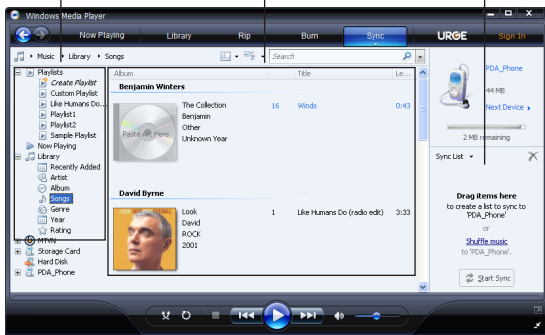 Windows Media Player
Now Playing Library Rip Burn Sync URGE Sign In
Music Library Songs Search
Playlists
Create Playlist
Custom Playlist
Like Humans Do...
Playlist1
Playlist2
Sample Playlist
Now Playing
Library
Recently Added
Artist
Album
Songs
Genre
Year
Rating
MTVN
Storage Card
Hard Disk
PDA_Phone
Album Title Le...
Benjamin Winters
Paste Art Here
The Collection 16 Winds 0:43
Benjamin
Other
Unknown Year
David Byrne
Look 1 Like Humans Do (radio edit) 3:33
David
ROCK
2001
PDA_Phone
44 MB
Next Device
2 MB remaining
Sync List
Drag items here
to create a list to sync to
'PDA_Phone'
or
Shuffle music
to 'PDA_Phone'.
Start Sync